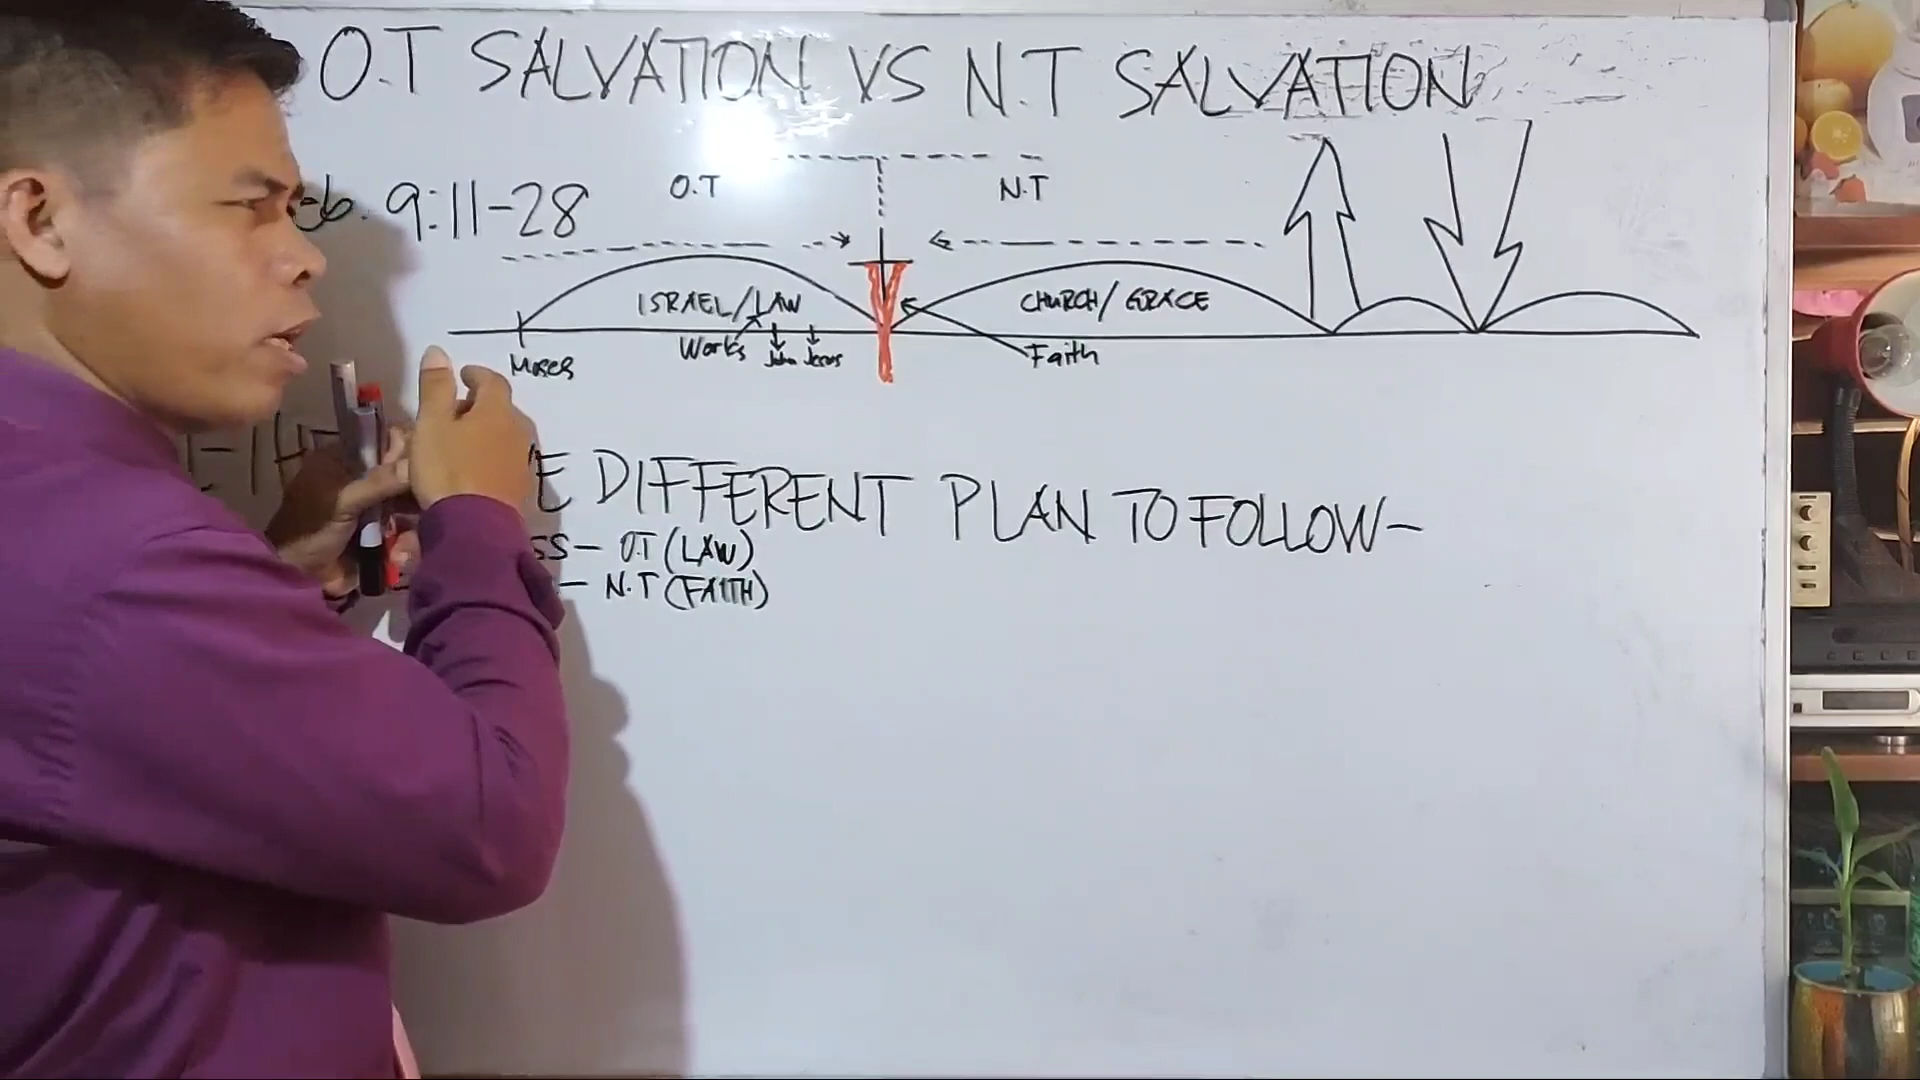 O.T SALVATION VS N.T SALVATION
9:11-28
O.T
N.T
ISRAEL/LAW
CHURCH/GRACE
Moses
Works
John Jesus
Faith
DIFFERENT PLAN TO FOLLOW-
SS- O.T (LAW)
- N.T (FAITH)